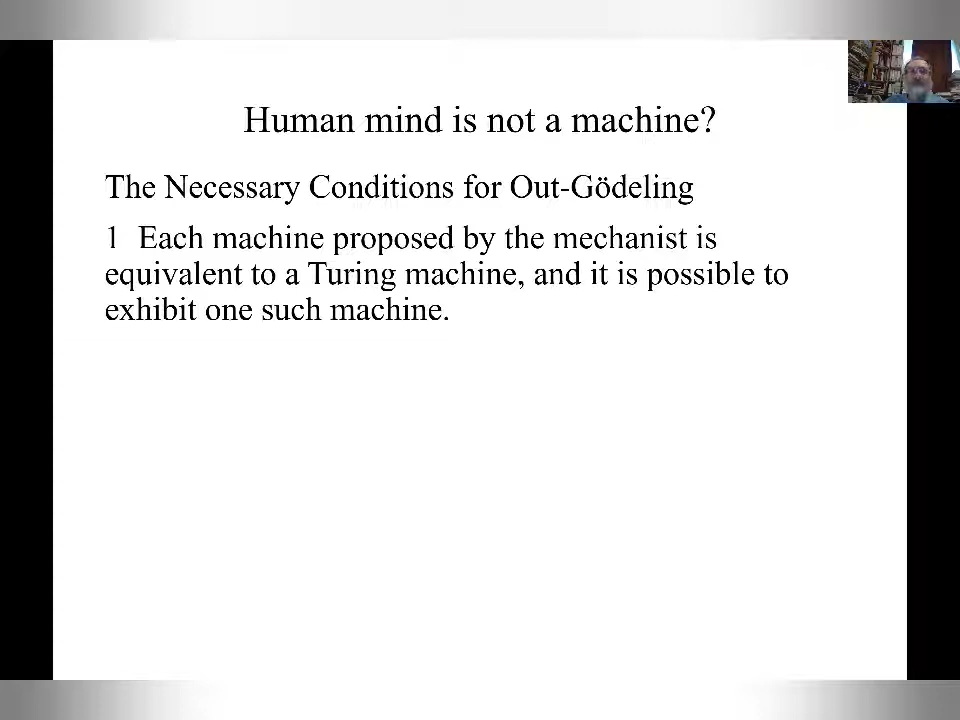 Human mind is not a machine?
The Necessary Conditions for Out-Gödeling
1 Each machine proposed by the mechanist is
equivalent to a Turing machine, and it is possible to
exhibit one such machine.